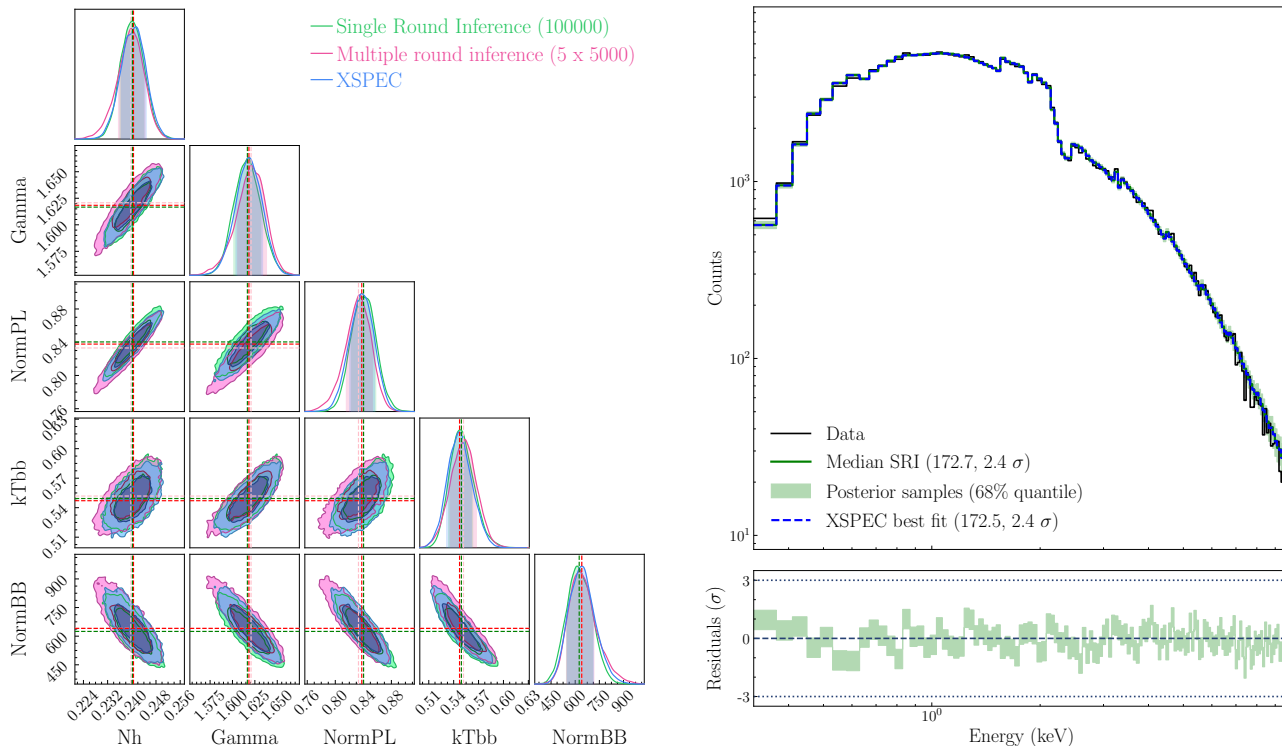 Single Round Inference (100000)
Multiple round inference (5 x 5000)
XSPEC
Gamma
1.650
1.625
1.600
1.575
NormPL
0.88
0.84
0.80
0.76
kTbb
0.63
0.60
0.57
0.54
0.51
NormBB
900
750
600
450
0.224
0.232
0.240
0.248
0.256
1.575
1.600
1.625
1.650
0.76
0.80
0.84
0.88
0.51
0.54
0.57
0.60
0.63
450
600
750
900
Nh
Gamma
NormPL
kTbb
NormBB
Counts
10³
10²
10¹
Data
Median SRI (172.7, 2.4 σ)
Posterior samples (68% quantile)
XSPEC best fit (172.5, 2.4 σ)
Residuals (σ)
3
0
−3
10⁰
Energy (keV)